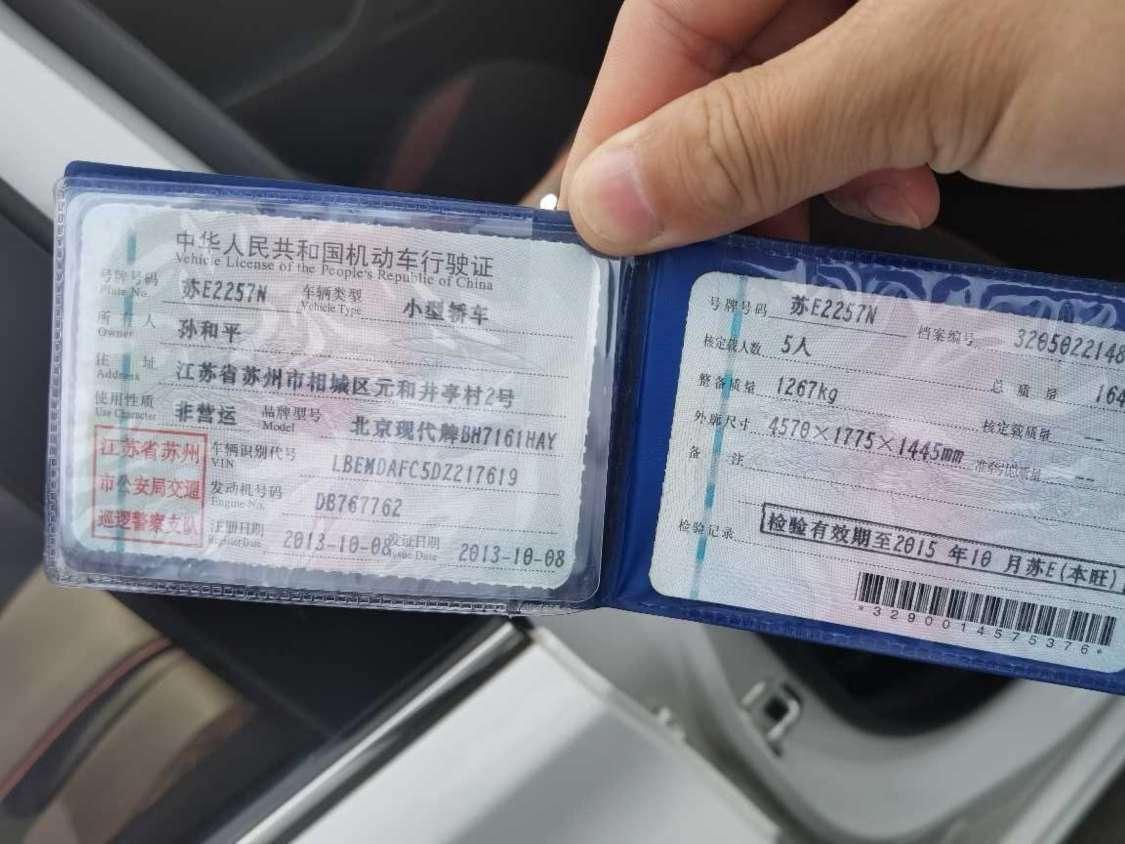 中华人民共和国机动车行驶证
Vehicle License of the People's Republic of China
号牌号码 苏E2257N 车辆类型 小型轿车
Plate No. Vehicle Type
所有人 孙和平
Owner
住址 江苏省苏州市相城区元和井亭村2号
Address
使用性质 非营运 品牌型号 北京现代牌BH7161HAY
Use Character Model
江苏省苏州
市公安局交通
巡逻警察支队
车辆识别代号 LBEMDAFC5DZ217619
VIN
发动机号码 DB767762
Engine No.
注册日期 2013-10-08 发证日期 2013-10-08
Register Date Issue Date
号牌号码 苏E2257N 档案编号 3205022148
核定载人数 5人 总质量 164
整备质量 1267kg 核定载质量 --
外廓尺寸 4570×1775×1445mm 准牵引总质量 --
备注
检验记录 检验有效期至2015年10月苏E(本旺)
*3290014575376*